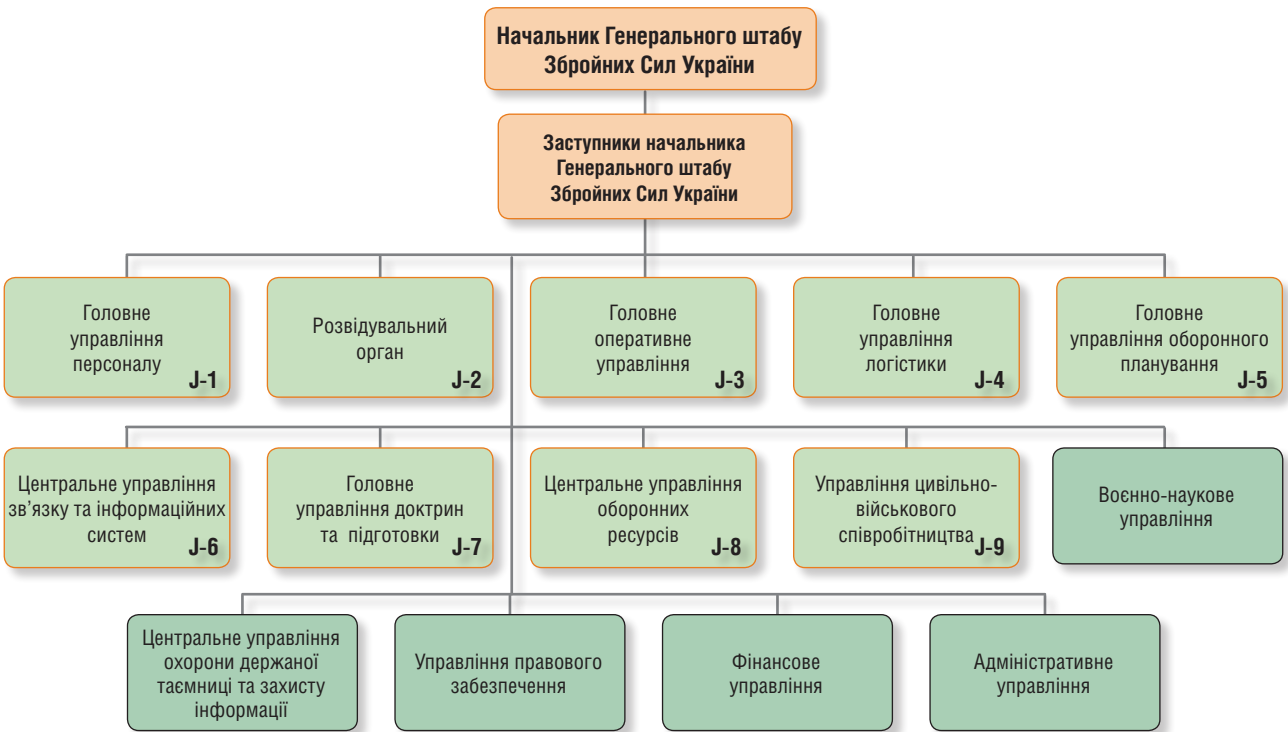 Начальник Генерального штабу
Збройних Сил України
Заступники начальника
Генерального штабу
Збройних Сил України
Головне
управління
персоналу
J-1
Розвідувальний
орган
J-2
Головне
оперативне
управління
J-3
Головне
управління
логістики
J-4
Головне
управління оборонного
планування
J-5
Центральне управління
зв’язку та інформаційних
систем
J-6
Головне
управління доктрин
та підготовки
J-7
Центральне управління
оборонних
ресурсів
J-8
Управління цивільно-
військового
співробітництва
J-9
Воєнно-наукове
управління
Центральне управління
охорони держаної
таємниці та захисту
інформації
Управління правового
забезпечення
Фінансове
управління
Адміністративне
управління